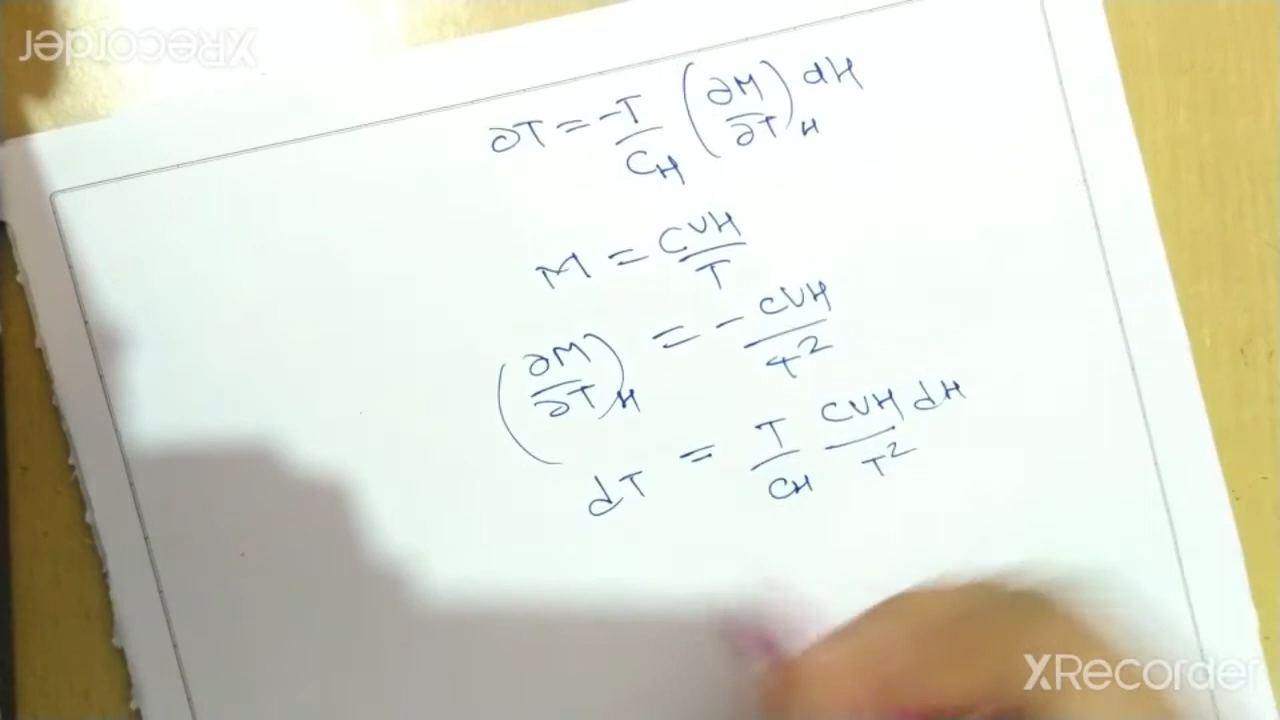 XRecorder
∂T = -T/C_H (∂M/∂T)_H dH
M = CVH/T
(∂M/∂T)_H = - CVH/T²
dT = T/C_H CVH/T² dH
XRecorder